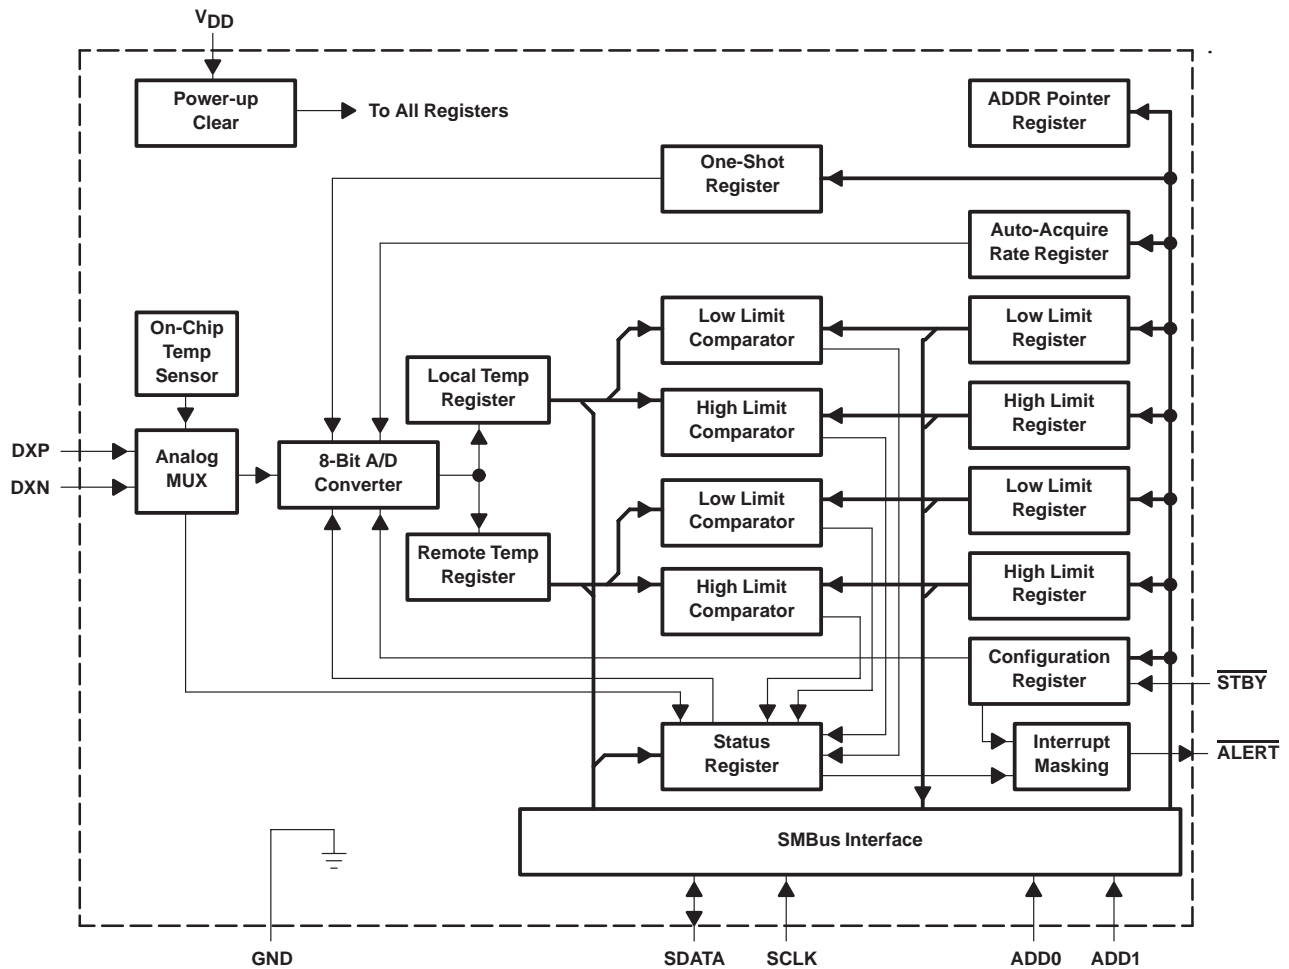 VDD
Power-up
Clear
To All Registers
ADDR Pointer
Register
One-Shot
Register
Auto-Acquire
Rate Register
On-Chip
Temp
Sensor
Low Limit
Comparator
Low Limit
Register
Local Temp
Register
High Limit
Comparator
High Limit
Register
DXP
DXN
Analog
MUX
8-Bit A/D
Converter
Low Limit
Comparator
Low Limit
Register
Remote Temp
Register
High Limit
Comparator
High Limit
Register
Configuration
Register
STBY
Status
Register
Interrupt
Masking
ALERT
SMBus Interface
GND
SDATA
SCLK
ADD0
ADD1